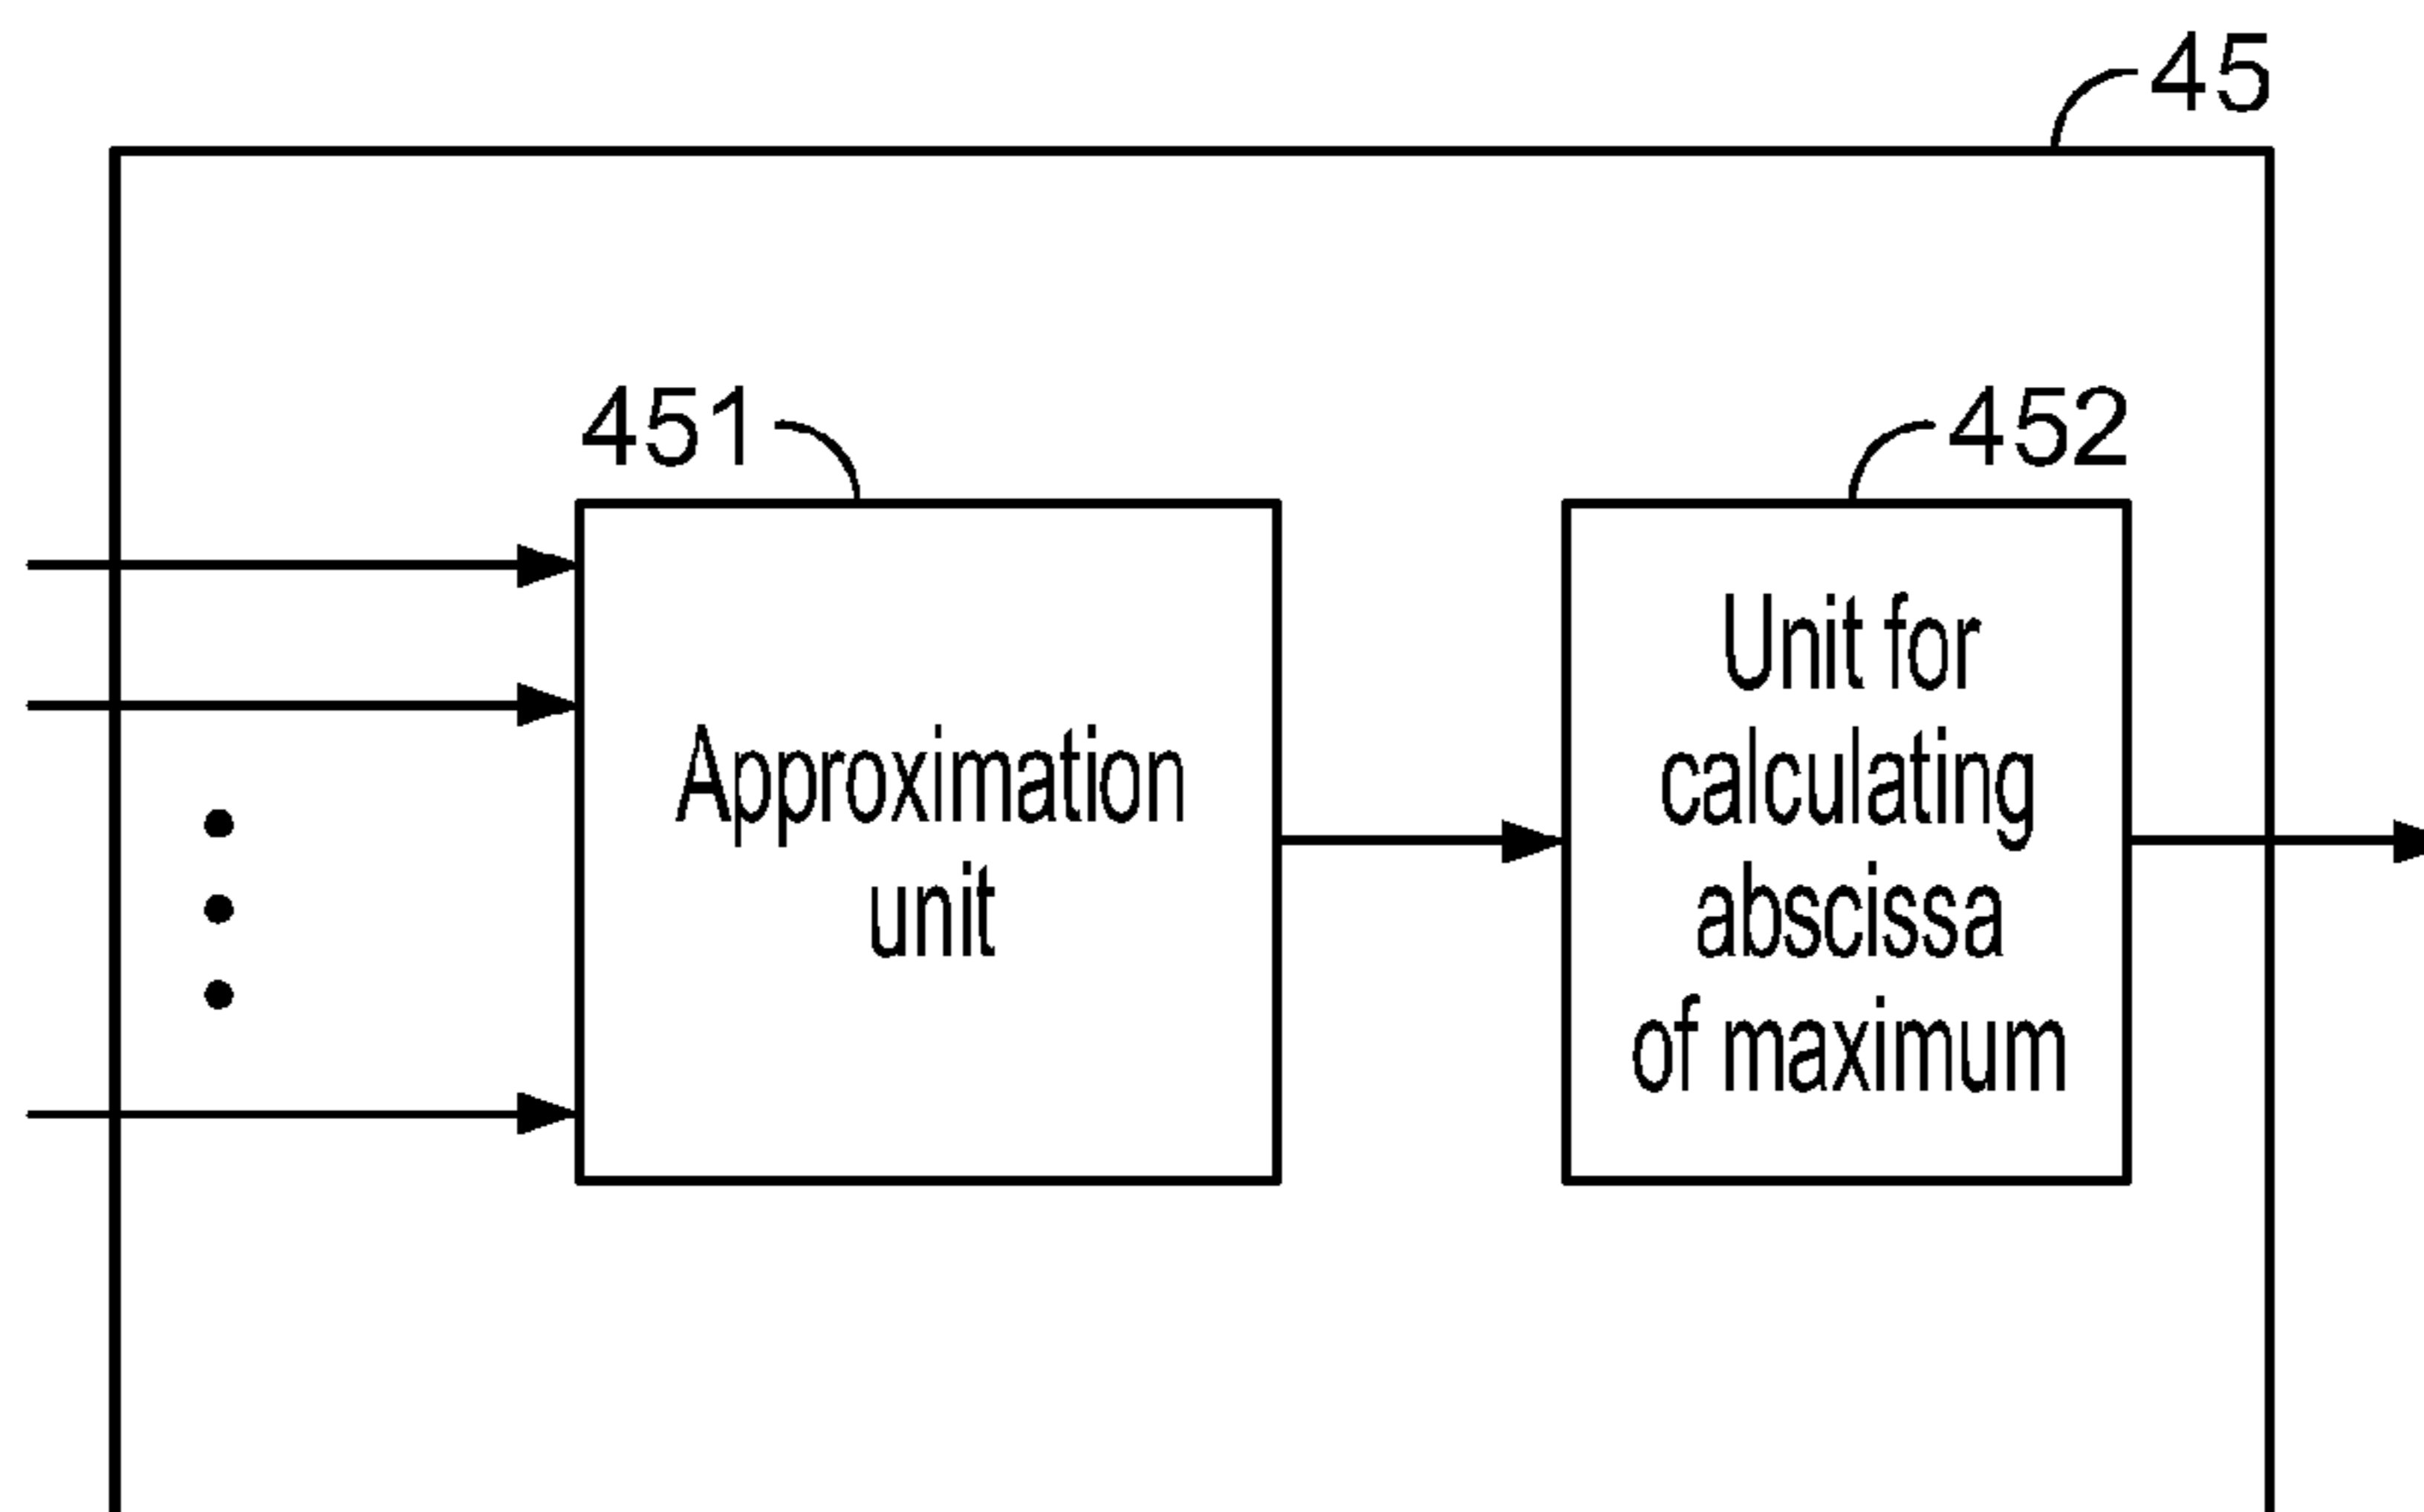 45
451
452
Approximation
unit
Unit for
calculating
abscissa
of maximum